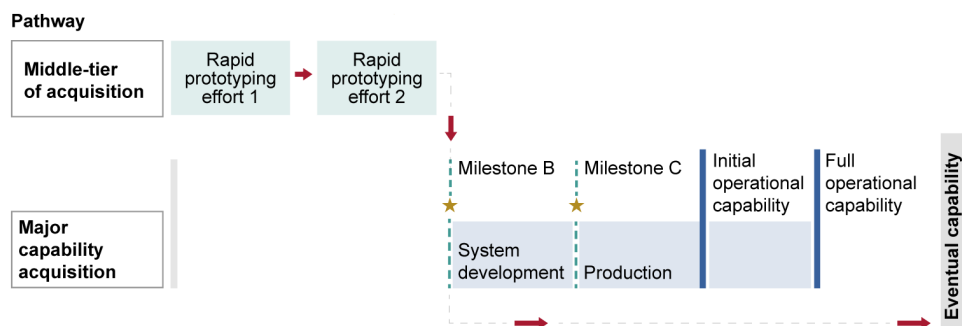 Pathway
Middle-tier
of acquisition
Rapid
prototyping
effort 1
Rapid
prototyping
effort 2
Major
capability
acquisition
Milestone B
System
development
Milestone C
Production
Initial
operational
capability
Full
operational
capability
Eventual capability